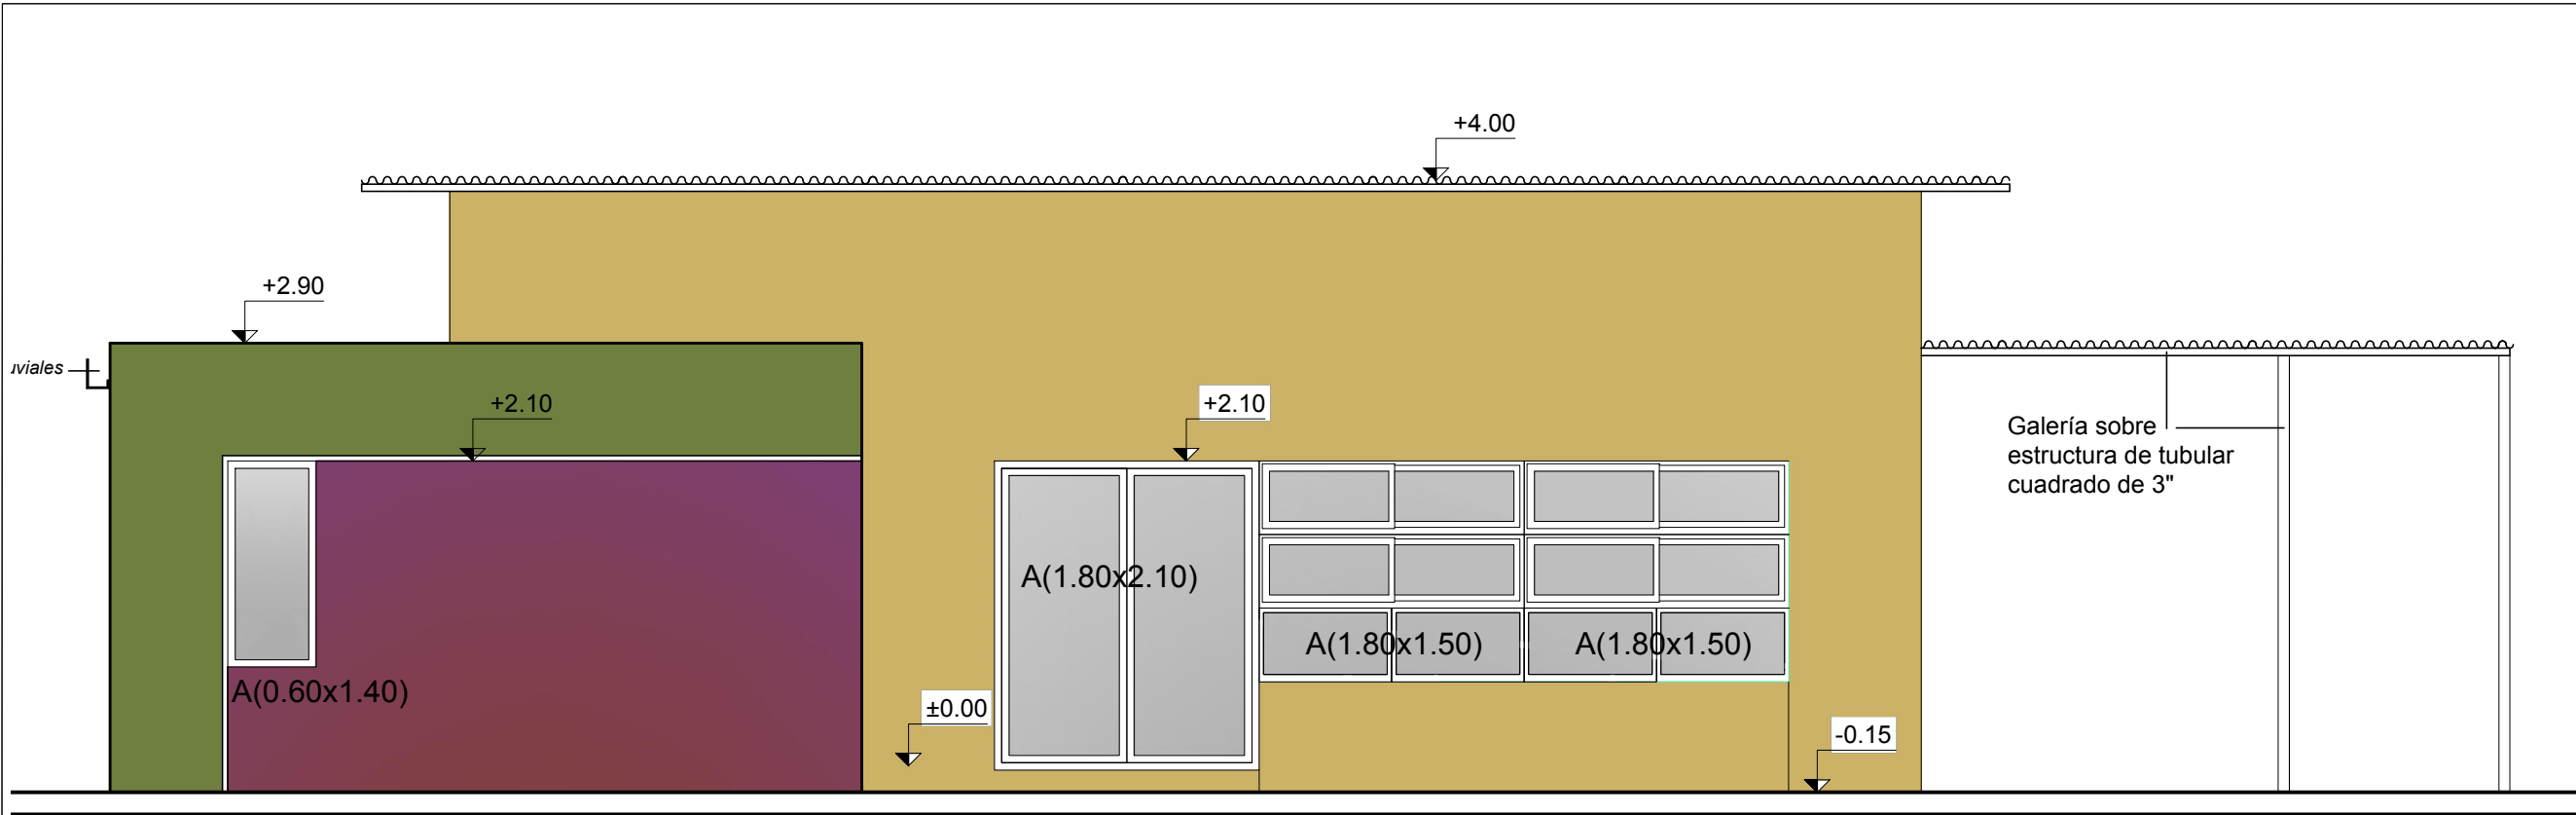 +4.00
+2.90
uviales
+2.10
+2.10
Galería sobre
estructura de tubular
cuadrado de 3"
A(1.80x2.10)
A(1.80x1.50)
A(1.80x1.50)
A(0.60x1.40)
±0.00
-0.15